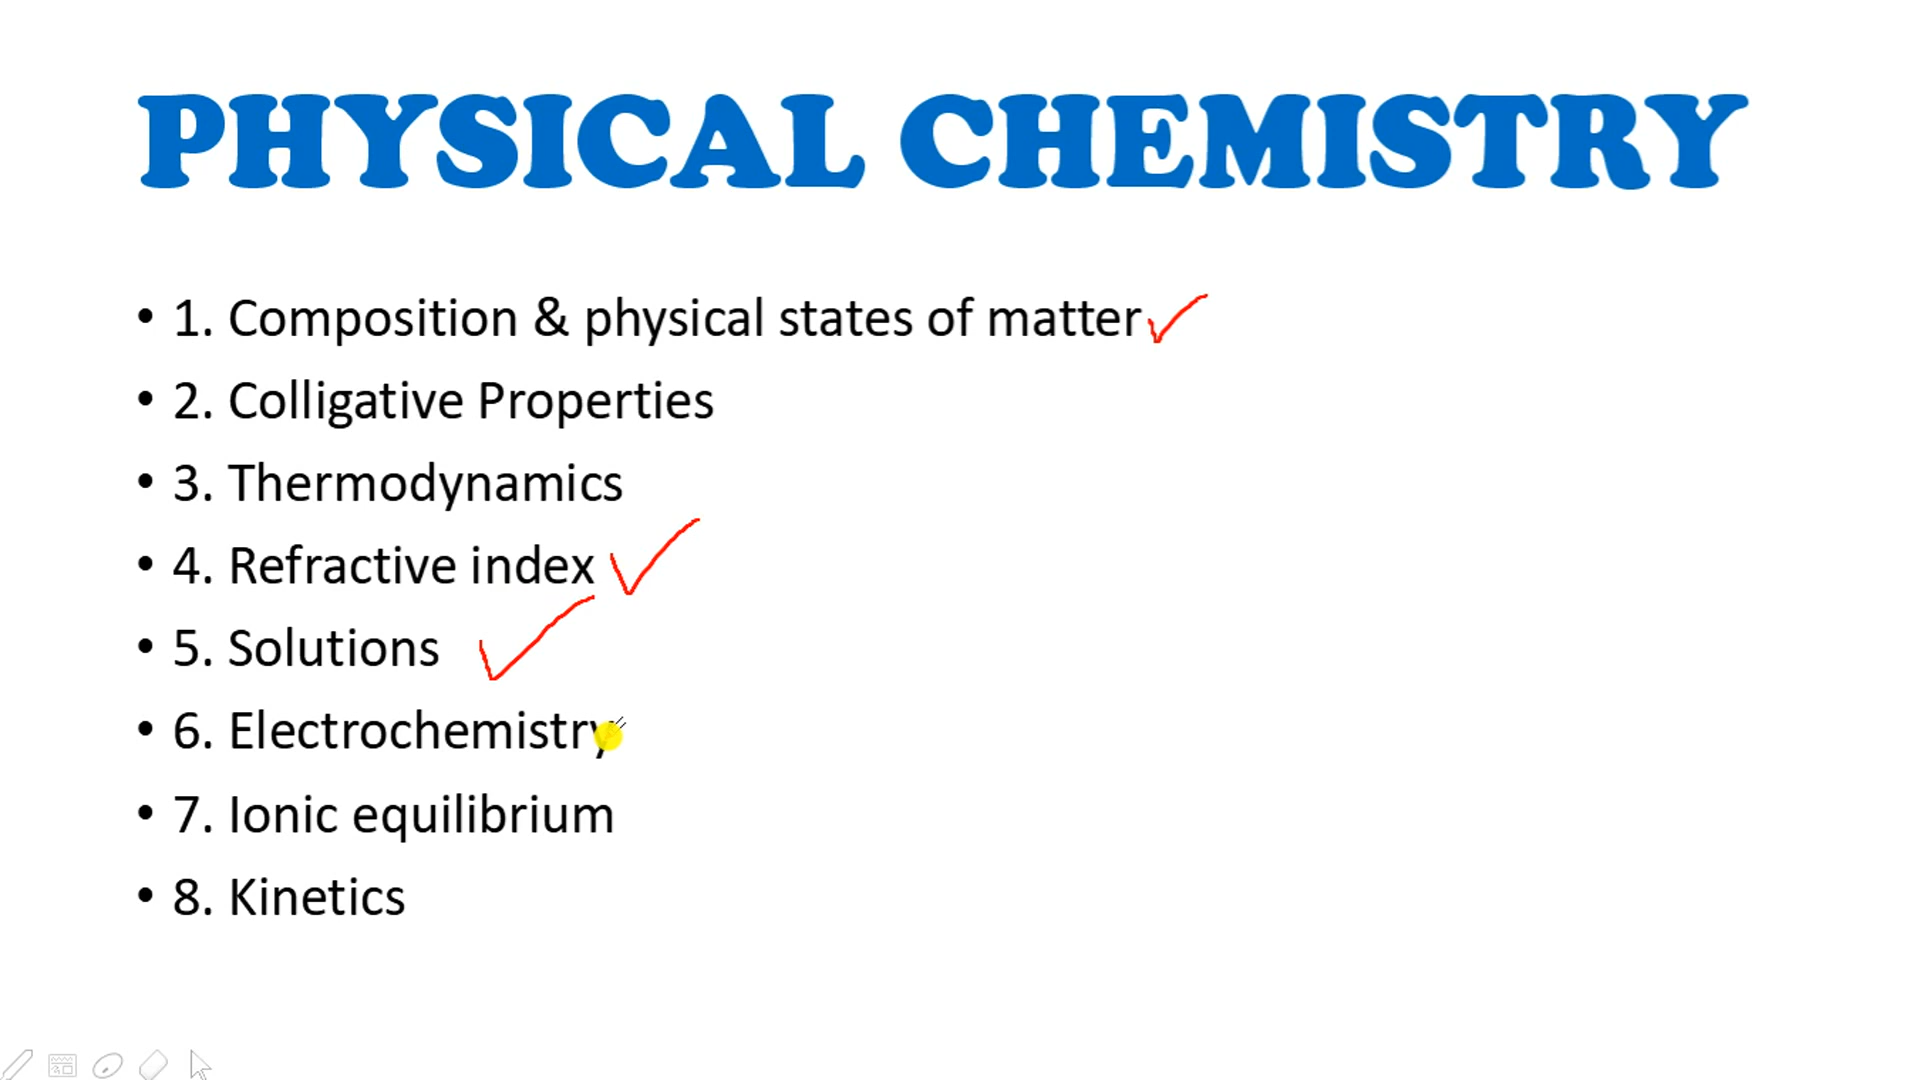 PHYSICAL CHEMISTRY
• 1. Composition & physical states of matter
• 2. Colligative Properties
• 3. Thermodynamics
• 4. Refractive index
• 5. Solutions
• 6. Electrochemistry
• 7. Ionic equilibrium
• 8. Kinetics